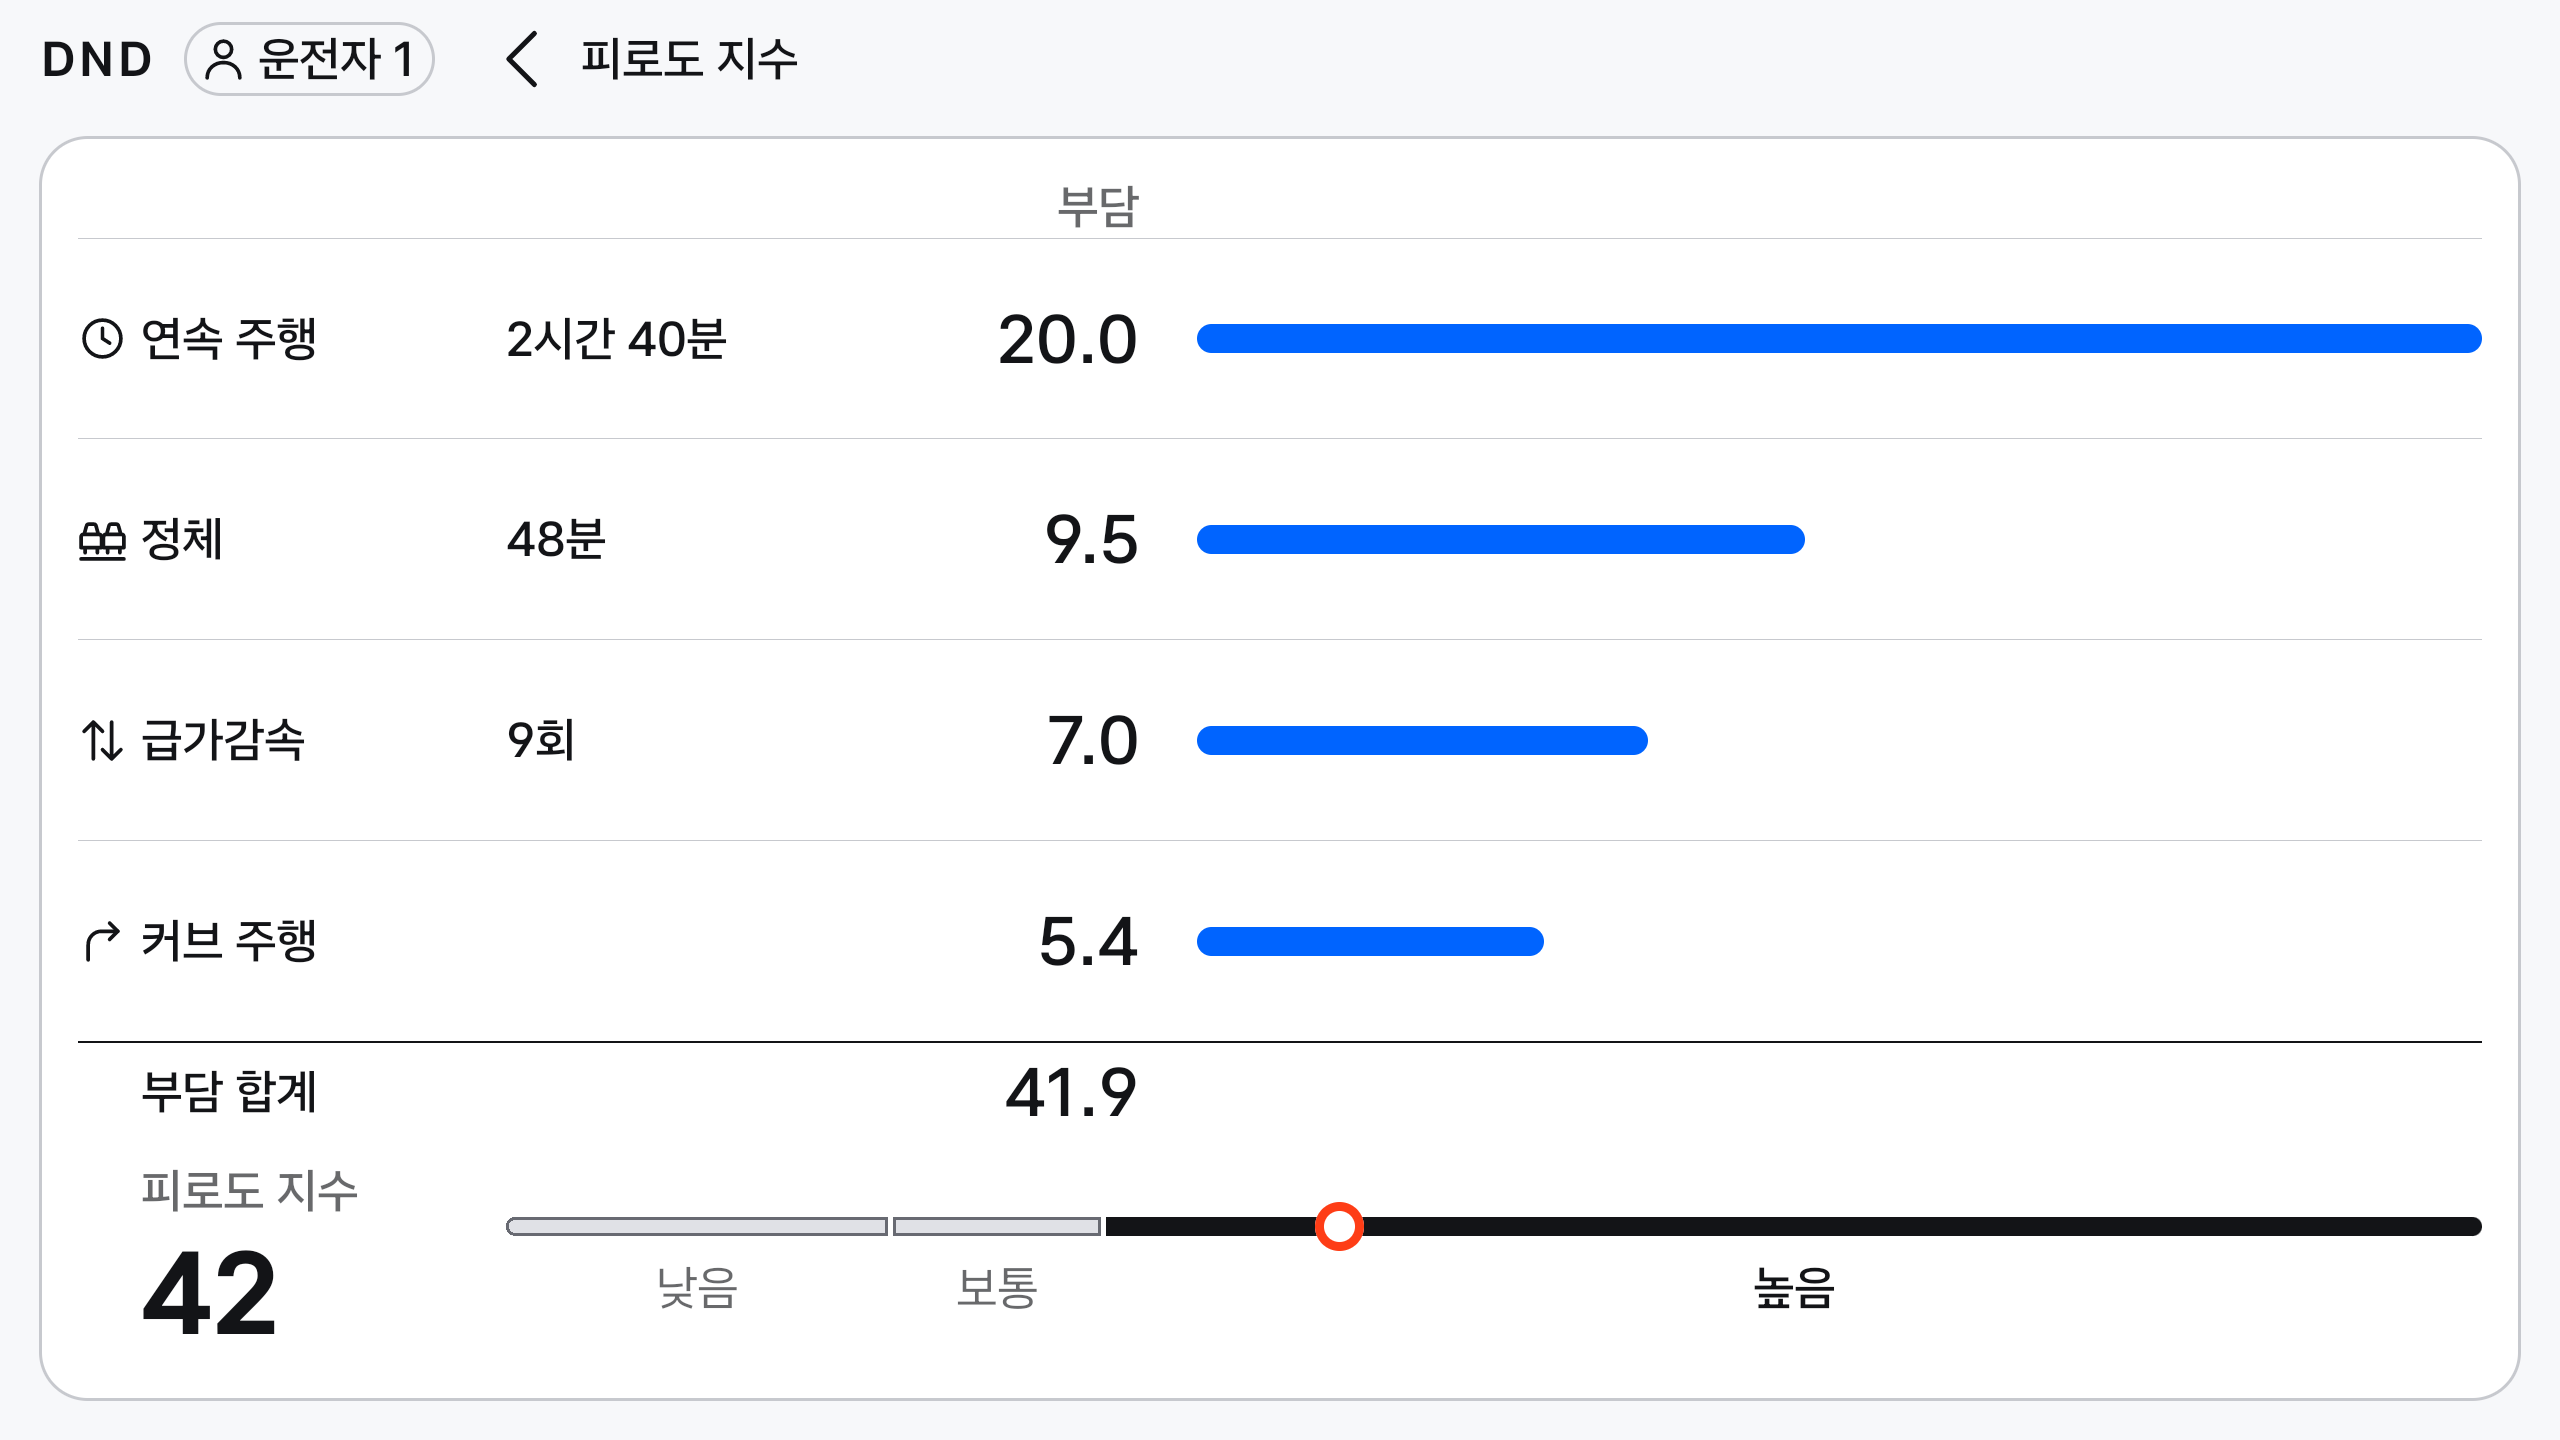 DND 운전자 1 피로도 지수
부담
연속 주행 2시간 40분 20.0
정체 48분 9.5
급가감속 9회 7.0
커브 주행 5.4
부담 합계 41.9
피로도 지수
42
낮음 보통 높음